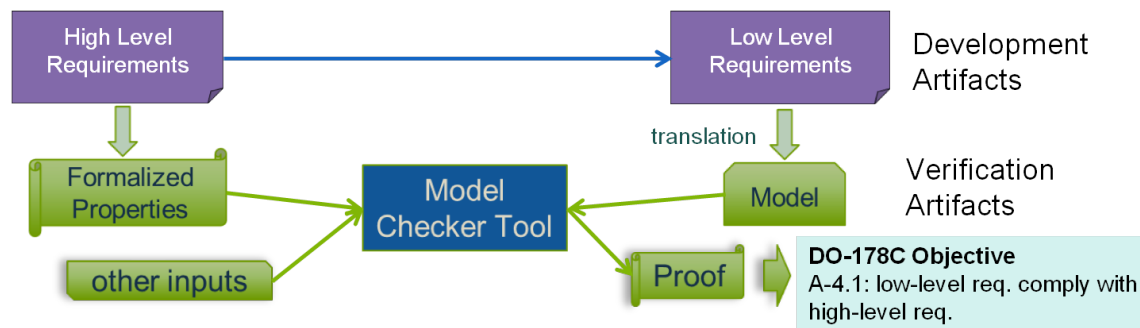 High Level
Requirements
Low Level
Requirements
Development
Artifacts
translation
Formalized
Properties
Model
Checker Tool
Model
Verification
Artifacts
other inputs
Proof
DO-178C Objective
A-4.1: low-level req. comply with
high-level req.